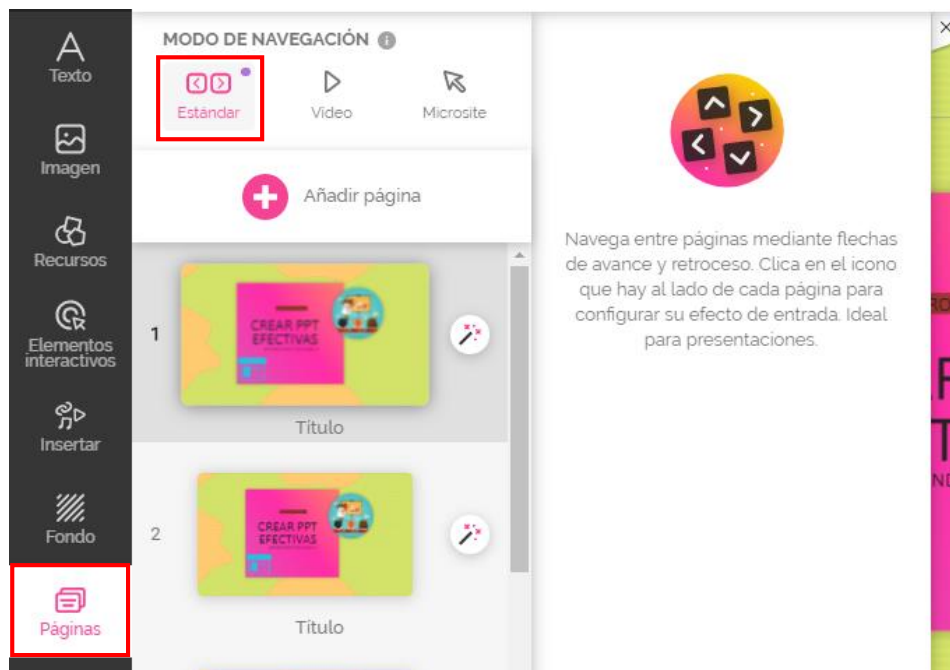 Texto
Imagen
Recursos
Elementos
interactivos
Insertar
Fondo
Páginas
MODO DE NAVEGACIÓN
Estándar
Video
Microsite
Añadir página
1
CREAR PPT
EFECTIVAS
Título
2
CREAR PPT
EFECTIVAS
Título
Navega entre páginas mediante flechas
de avance y retroceso. Clica en el icono
que hay al lado de cada página para
configurar su efecto de entrada. Ideal
para presentaciones.